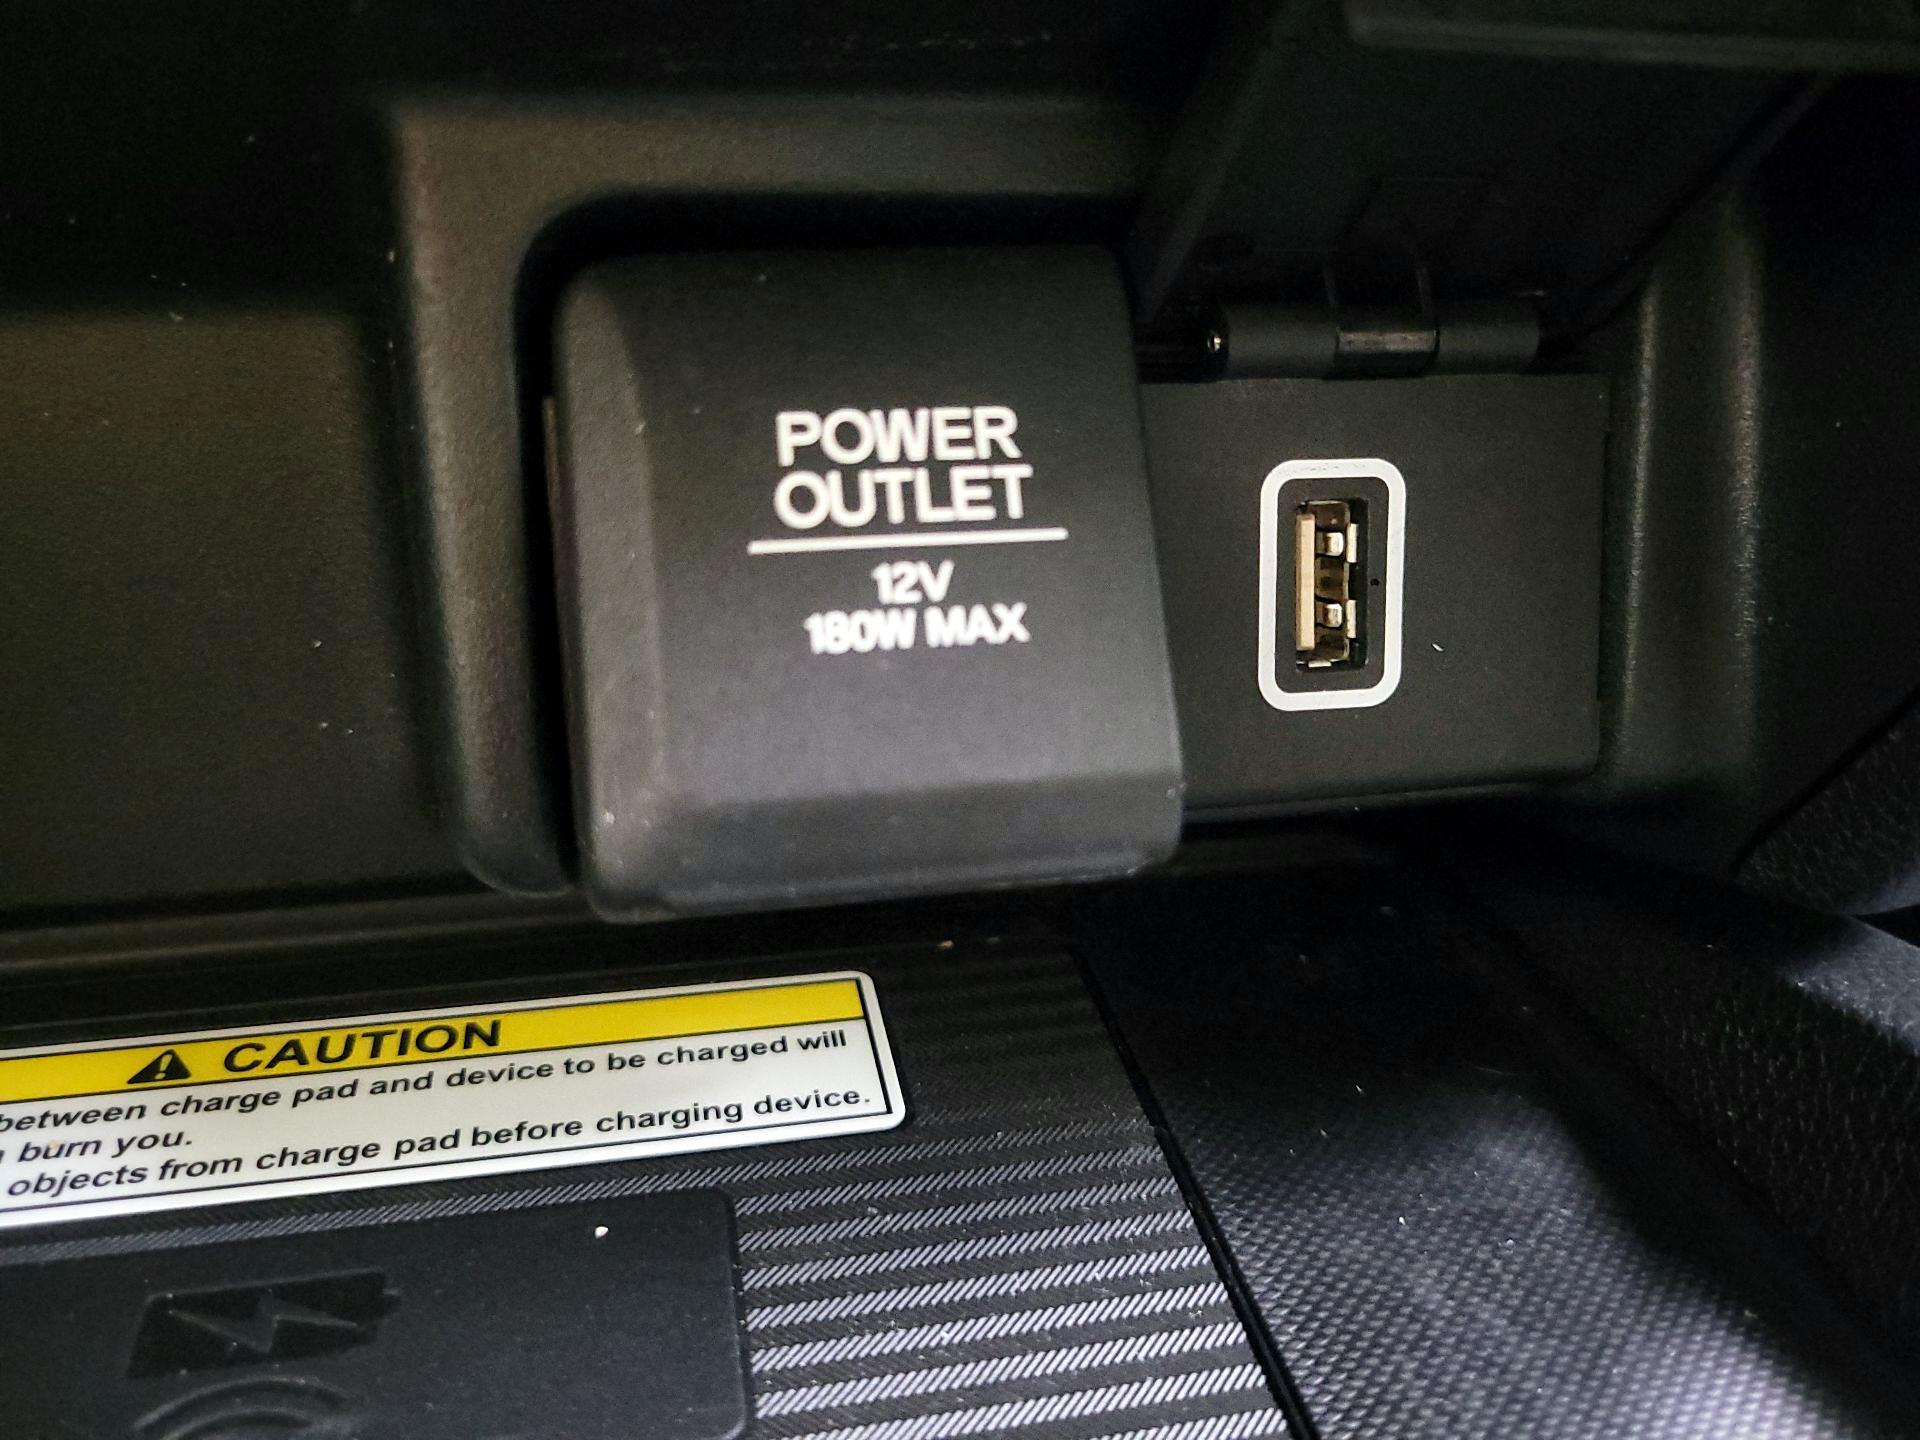 POWER
OUTLET
12V
180W MAX
CAUTION
between charge pad and device to be charged will
burn you.
objects from charge pad before charging device.